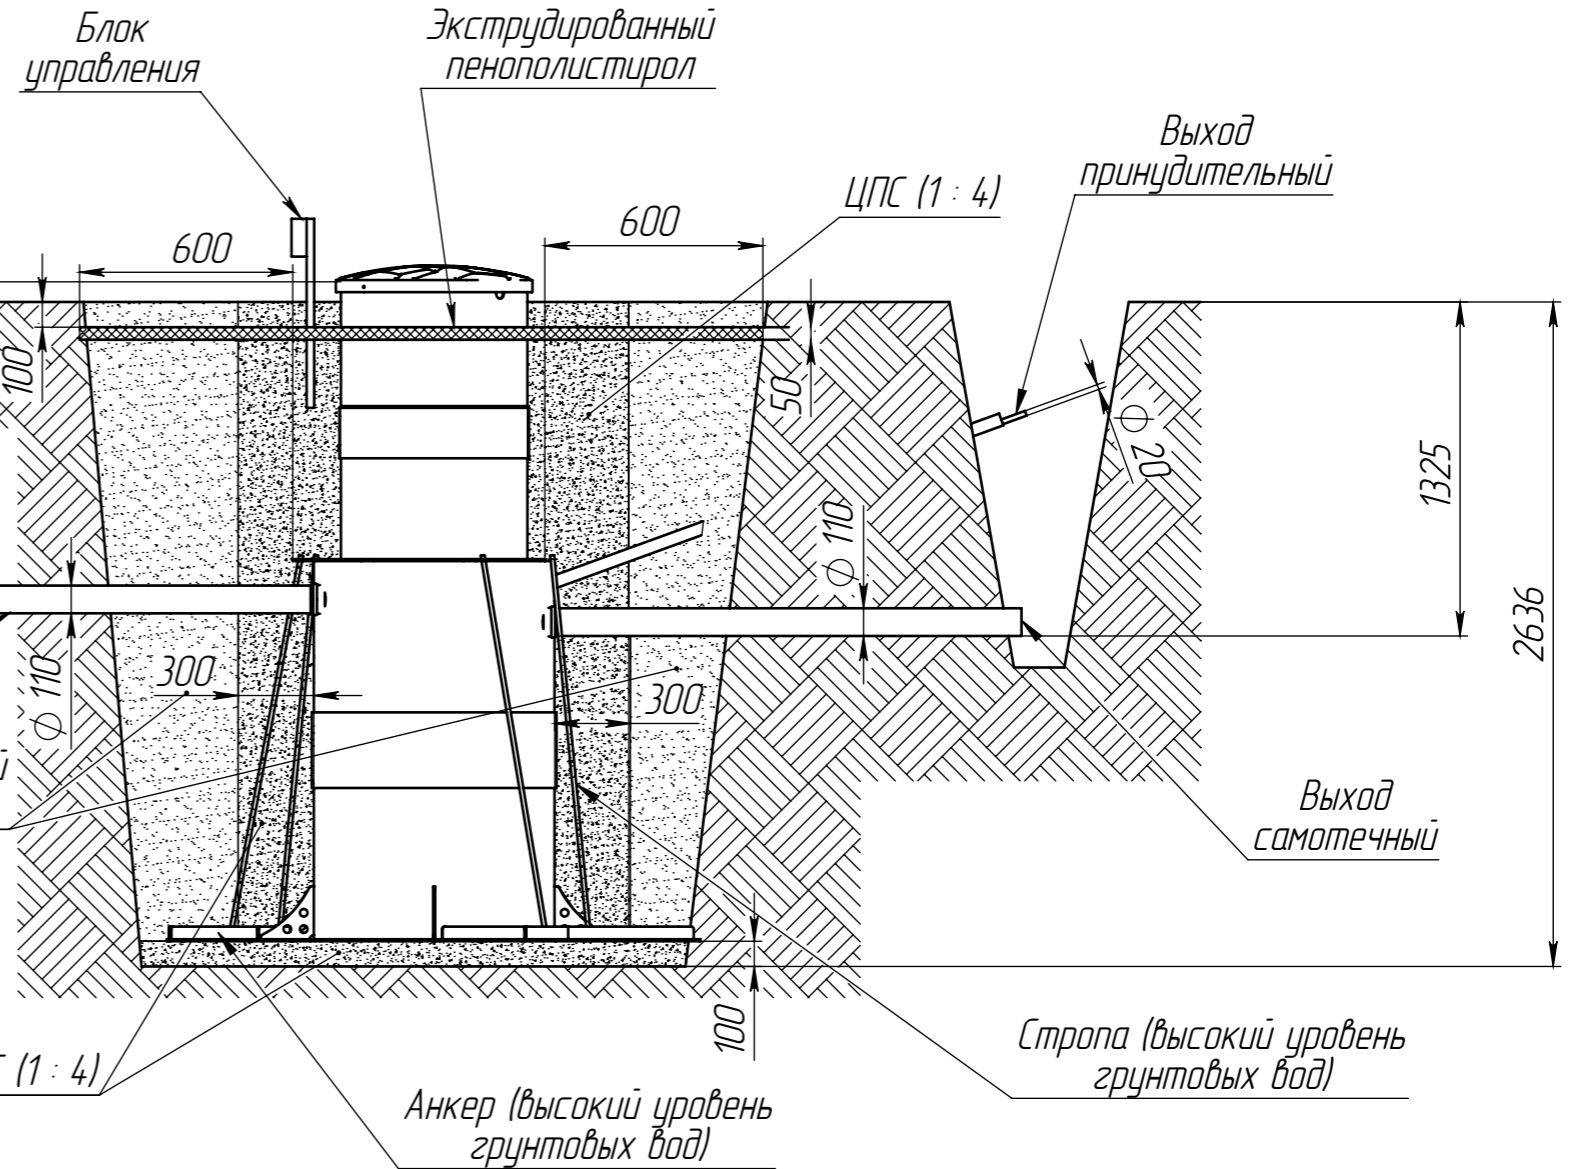 Блок
управления
Экструдированный
пенополистирол
Выход
принудительный
ЦПС (1 : 4)
600
600
100
50
⌀ 20
1325
2636
⌀ 110
⌀ 110
300
300
й
Выход
самотечный
100
(1 : 4)
Стропа (высокий уровень
грунтовых вод)
Анкер (высокий уровень
грунтовых вод)